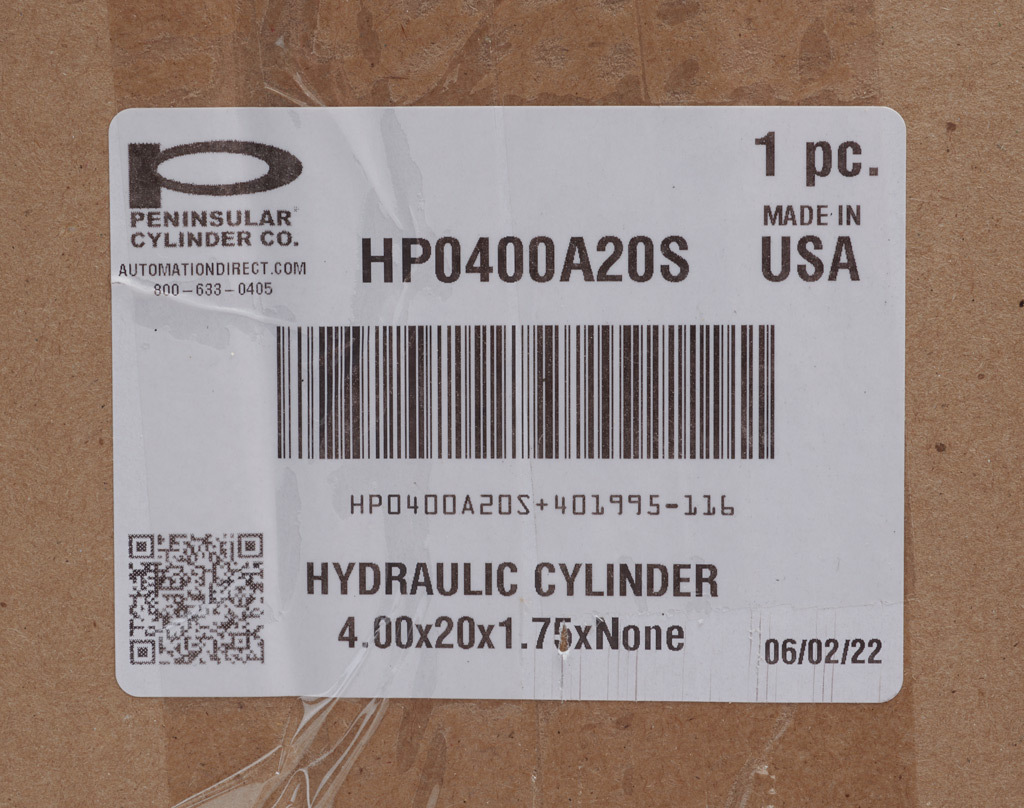 1 pc.
PENINSULAR
CYLINDER CO.
MADE IN
USA
AUTOMATIONDIRECT.COM
800-633-0405
HP0400A20S
HP0400A20S+401995-116
HYDRAULIC CYLINDER
4.00x20x1.75xNone
06/02/22